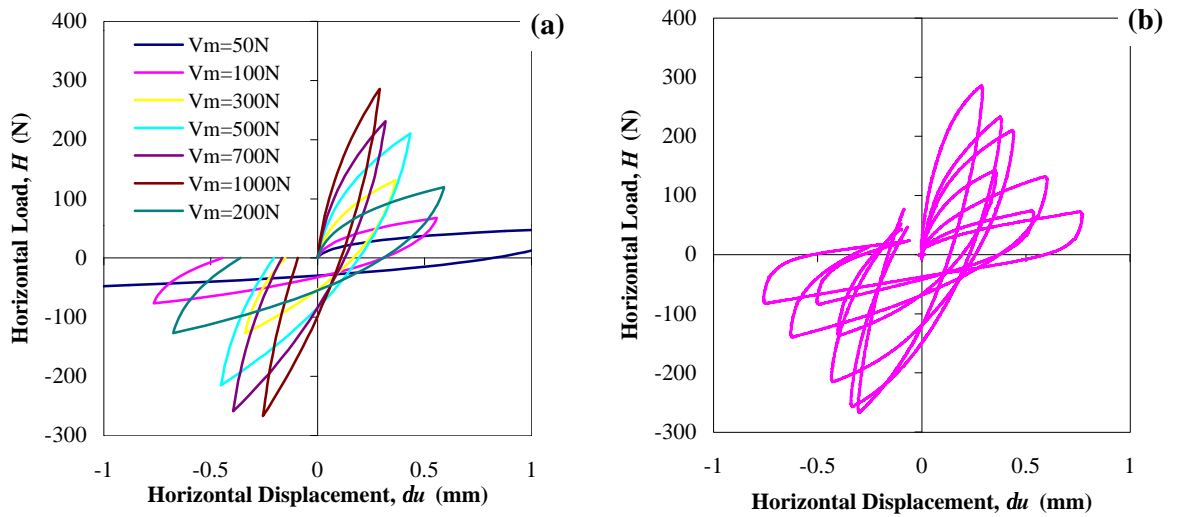 (a)
400
300
200
100
0
-100
-200
-300
-1
-0.5
0
0.5
1
Horizontal Load, H (N)
Horizontal Displacement, du (mm)
Vm=50N
Vm=100N
Vm=300N
Vm=500N
Vm=700N
Vm=1000N
Vm=200N
(b)
400
300
200
100
0
-100
-200
-300
-1
-0.5
0
0.5
1
Horizontal Load, H (N)
Horizontal Displacement, du (mm)